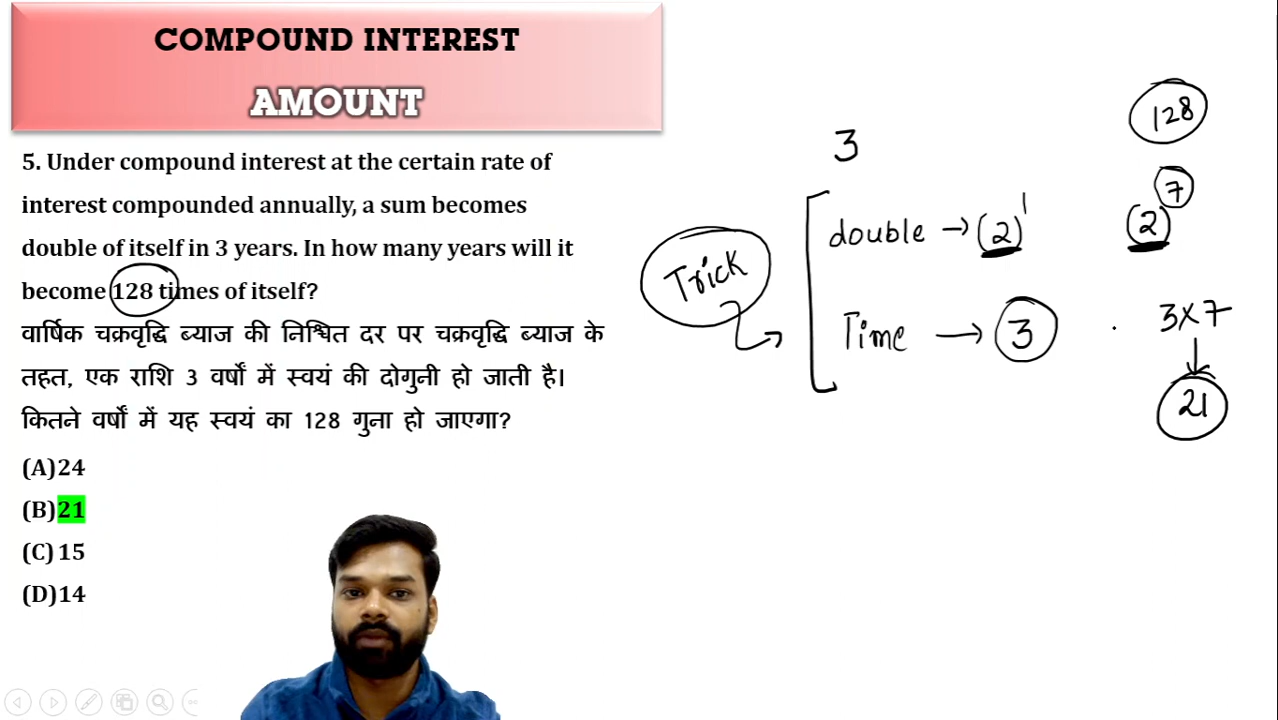 COMPOUND INTEREST
AMOUNT
5. Under compound interest at the certain rate of
interest compounded annually, a sum becomes
double of itself in 3 years. In how many years will it
become 128 times of itself?
वार्षिक चक्रवृद्धि ब्याज की निश्चित दर पर चक्रवृद्धि ब्याज के
तहत, एक राशि 3 वर्षों में स्वयं की दोगुनी हो जाती है।
कितने वर्षों में यह स्वयं का 128 गुना हो जाएगा?
(A)24
(B)21
(C)15
(D)14
3
128
Trick
double → (2)¹
(2)⁷
Time → 3
3×7
↓
21